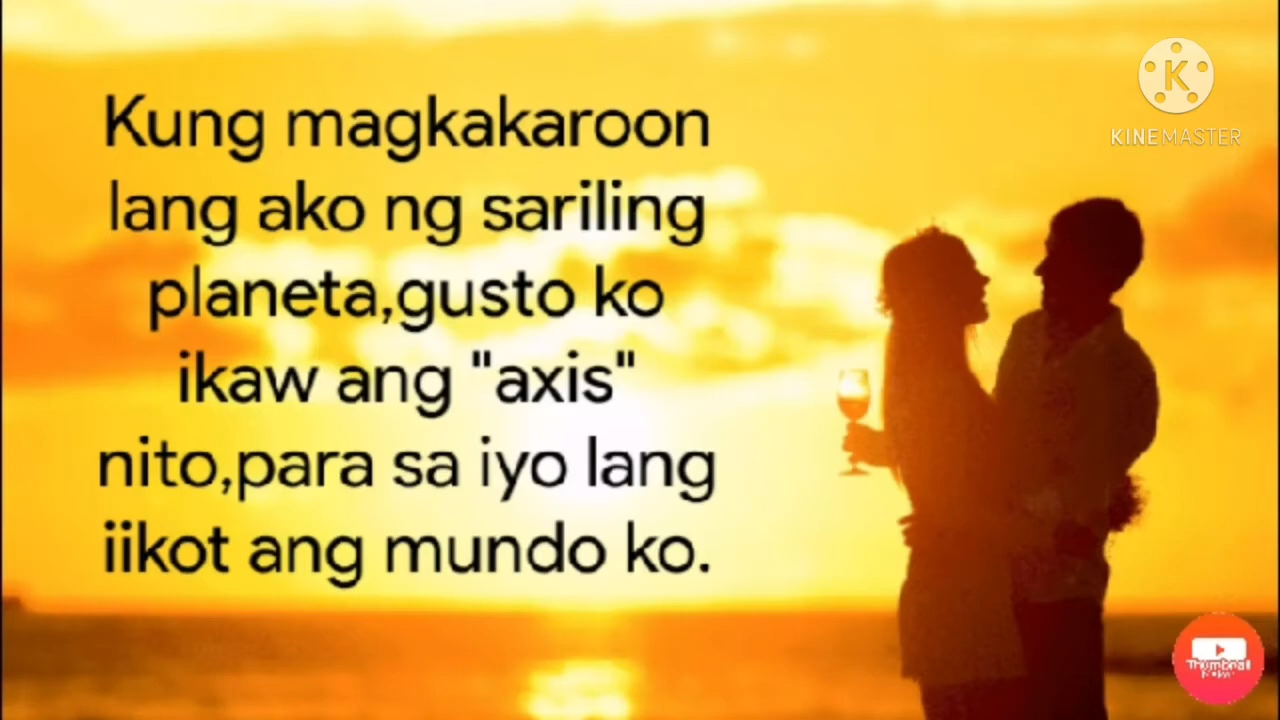 Kung magkakaroon
lang ako ng sariling
planeta,gusto ko
ikaw ang "axis"
nito,para sa iyo lang
iikot ang mundo ko.
K
KINEMASTER
Thumbnail